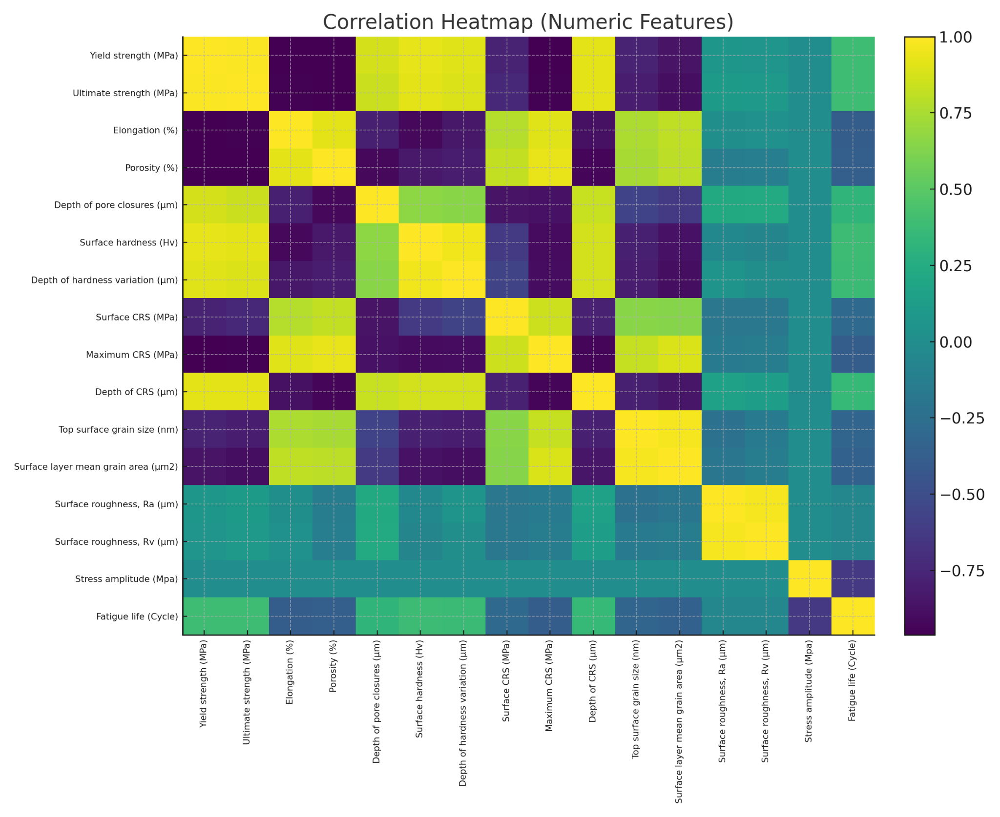 Correlation Heatmap (Numeric Features)
Yield strength (MPa)
Ultimate strength (MPa)
Elongation (%)
Porosity (%)
Depth of pore closures (μm)
Surface hardness (Hv)
Depth of hardness variation (μm)
Surface CRS (MPa)
Maximum CRS (MPa)
Depth of CRS (μm)
Top surface grain size (nm)
Surface layer mean grain area (μm2)
Surface roughness, Ra (μm)
Surface roughness, Rv (μm)
Stress amplitude (Mpa)
Fatigue life (Cycle)
Yield strength (MPa)
Ultimate strength (MPa)
Elongation (%)
Porosity (%)
Depth of pore closures (μm)
Surface hardness (Hv)
Depth of hardness variation (μm)
Surface CRS (MPa)
Maximum CRS (MPa)
Depth of CRS (μm)
Top surface grain size (nm)
Surface layer mean grain area (μm2)
Surface roughness, Ra (μm)
Surface roughness, Rv (μm)
Stress amplitude (Mpa)
Fatigue life (Cycle)
1.00
0.75
0.50
0.25
0.00
−0.25
−0.50
−0.75